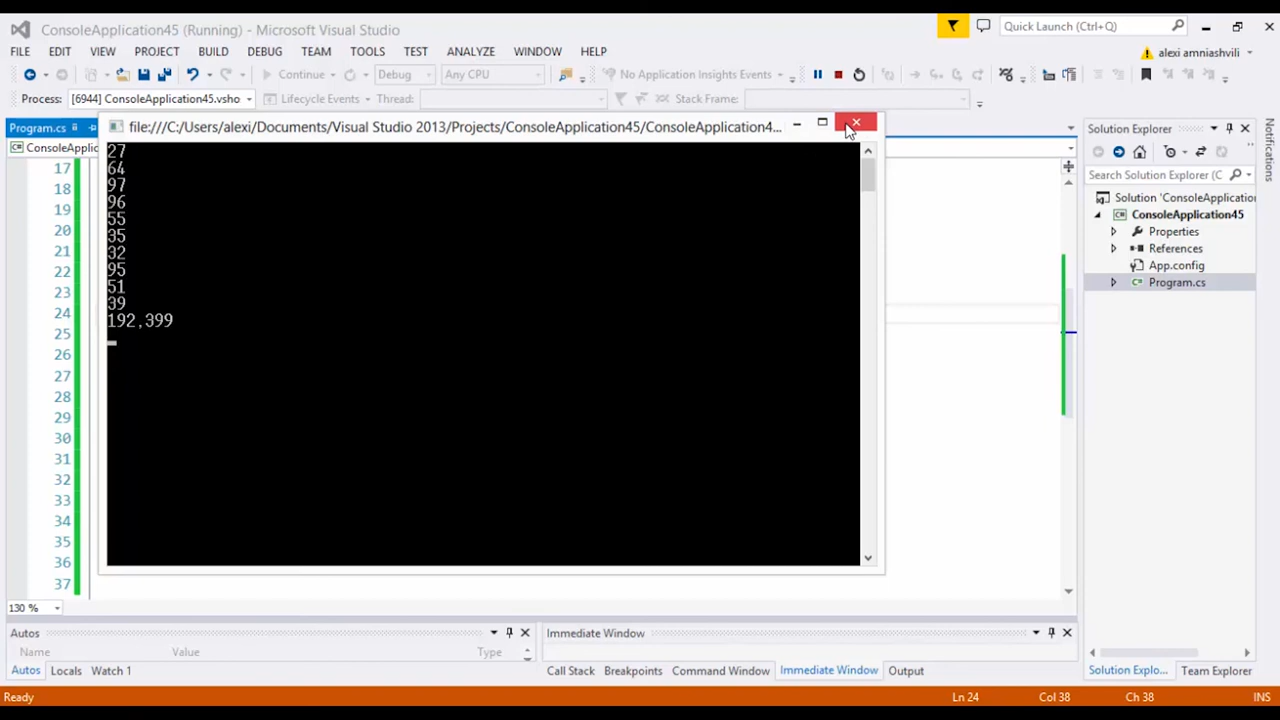 ConsoleApplication45 (Running) - Microsoft Visual Studio
Quick Launch (Ctrl+Q)
FILE EDIT VIEW PROJECT BUILD DEBUG TEAM TOOLS TEST ANALYZE WINDOW HELP
alexi amniashvili
Continue Debug Any CPU No Application Insights Events
Process: [6944] ConsoleApplication45.vsho Lifecycle Events Thread: Stack Frame:
Program.cs
file:///C:/Users/alexi/Documents/Visual Studio 2013/Projects/ConsoleApplication45/ConsoleApplication4...
ConsoleApplic
27
64
97
96
55
35
32
95
51
39
192,399
17
18
19
20
21
22
23
24
25
26
27
28
29
30
31
32
33
34
35
36
37
130 %
Solution Explorer
Search Solution Explorer (C
Solution 'ConsoleApplication
ConsoleApplication45
Properties
References
App.config
Program.cs
Solution Explo... Team Explorer
Notifications
Autos
Name Value Type
Autos Locals Watch 1
Immediate Window
Call Stack Breakpoints Command Window Immediate Window Output
Ready Ln 24 Col 38 Ch 38 INS